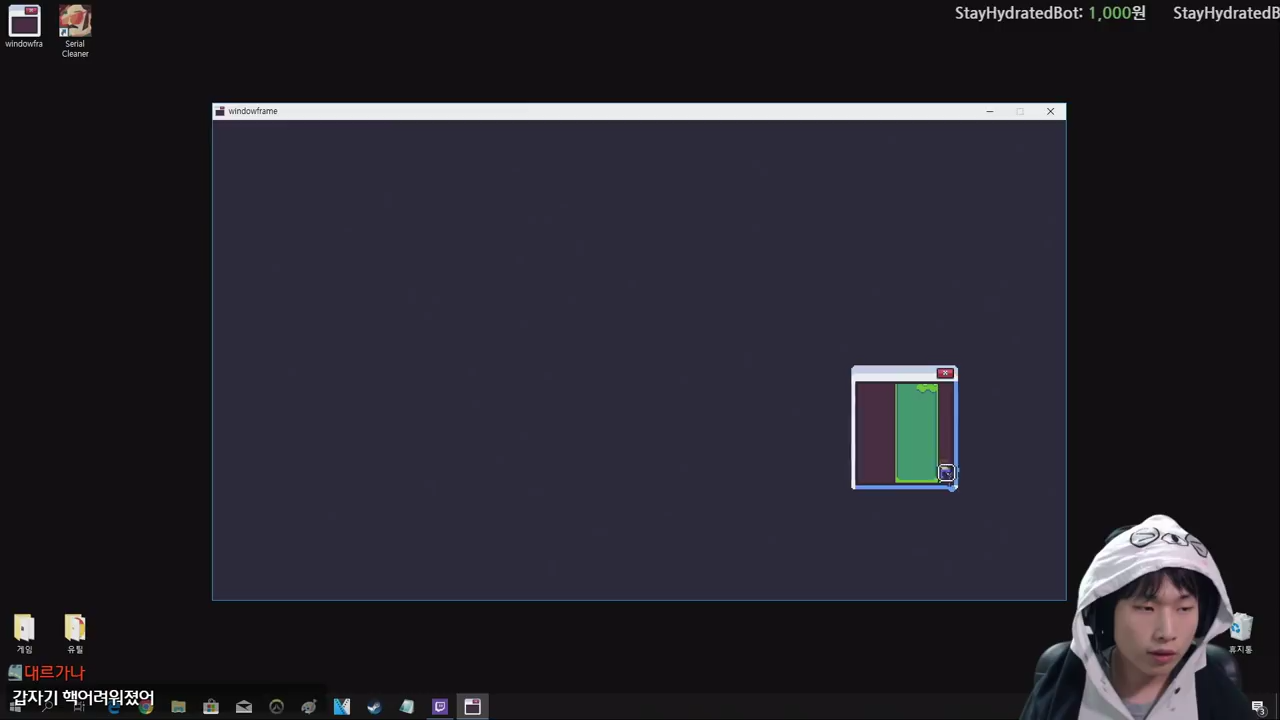 StayHydratedBot: 1,000원 StayHydratedB
windowfra
Serial
Cleaner
windowframe
게임
유틸
휴지통
대르가나
갑자기 핵어려워졌어
3